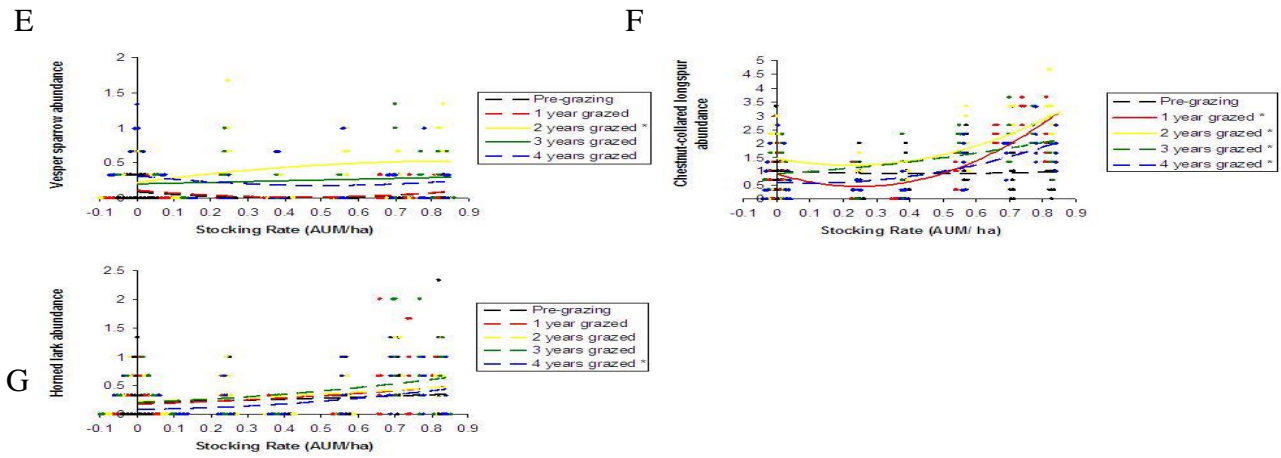 E
Vesper sparrow abundance
2
1.5
1
0.5
0
-0.1 0 0.1 0.2 0.3 0.4 0.5 0.6 0.7 0.8 0.9
Stocking Rate (AUM/ha)
Pre-grazing
1 year grazed
2 years grazed *
3 years grazed
4 years grazed
F
Chestnut-collared longspur
abundance
5
4.5
4
3.5
3
2.5
2
1.5
1
0.5
0
-0.1 0 0.1 0.2 0.3 0.4 0.5 0.6 0.7 0.8 0.9
Stocking Rate (AUM/ ha)
Pre-grazing
1 year grazed *
2 years grazed *
3 years grazed *
4 years grazed *
G
Horned lark abundance
2.5
2
1.5
1
0.5
0
-0.1 0 0.1 0.2 0.3 0.4 0.5 0.6 0.7 0.8 0.9
Stocking Rate (AUM/ha)
Pre-grazing
1 year grazed
2 years grazed
3 years grazed
4 years grazed *